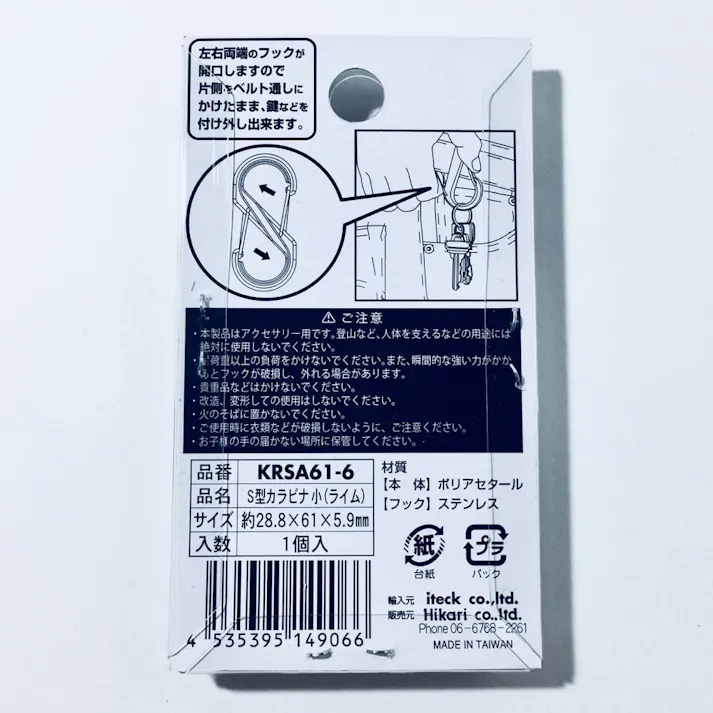 左右両端のフックが
開口しますので
片側をベルト通しに
かけたまま、鍵などを
付け外し出来ます。
⚠ ご注意
・本製品はアクセサリー用です。登山など、人体を支えるなどの用途には
絶対に使用しないでください。
荷重以上の負荷をかけないでください。また、瞬間的な強い力がかか
るとフックが破損し、外れる場合があります。
・貴重品などはかけないでください。
・改造、変形しての使用はしないでください。
・火のそばに置かないでください。
・ご使用時に衣類などが破損しないように、ご注意ください。
・お子様の手の届かない場所に保管してください。
品番 KRSA61-6
品名 S型カラビナ 小(ライム)
サイズ 約28.8×61×5.9mm
入数 1個入
材質
【本 体】ポリアセタール
【フック】ステンレス
紙 プラ
台紙 パック
4 535395 149066
輸入元 iteck co.,ltd.
販売元 Hikari co.,ltd.
Phone 06-6768-2261
MADE IN TAIWAN